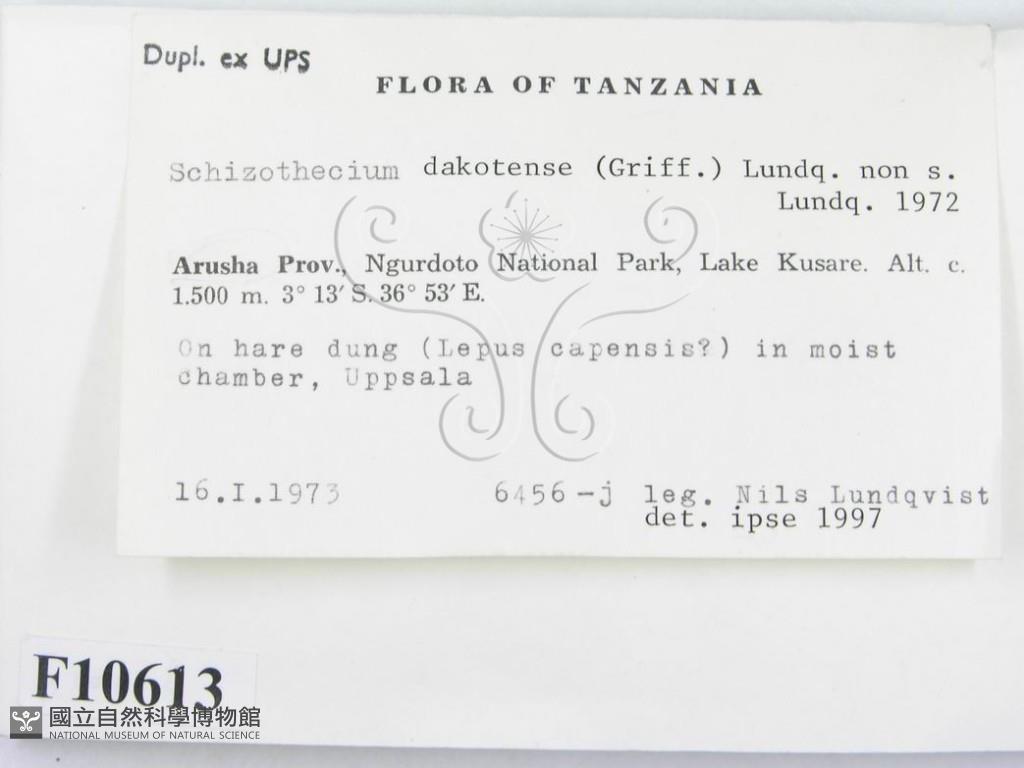 Dupl. ex UPS
FLORA OF TANZANIA
Schizothecium dakotense (Griff.) Lundq. non s.
Lundq. 1972
Arusha Prov., Ngurdoto National Park, Lake Kusare. Alt. c.
1.500 m. 3° 13′ S. 36° 53′ E.
On hare dung (Lepus capensis?) in moist
chamber, Uppsala
16.I.1973 6456-j leg. Nils Lundqvist
det. ipse 1997
F10613
國立自然科學博物館
NATIONAL MUSEUM OF NATURAL SCIENCE